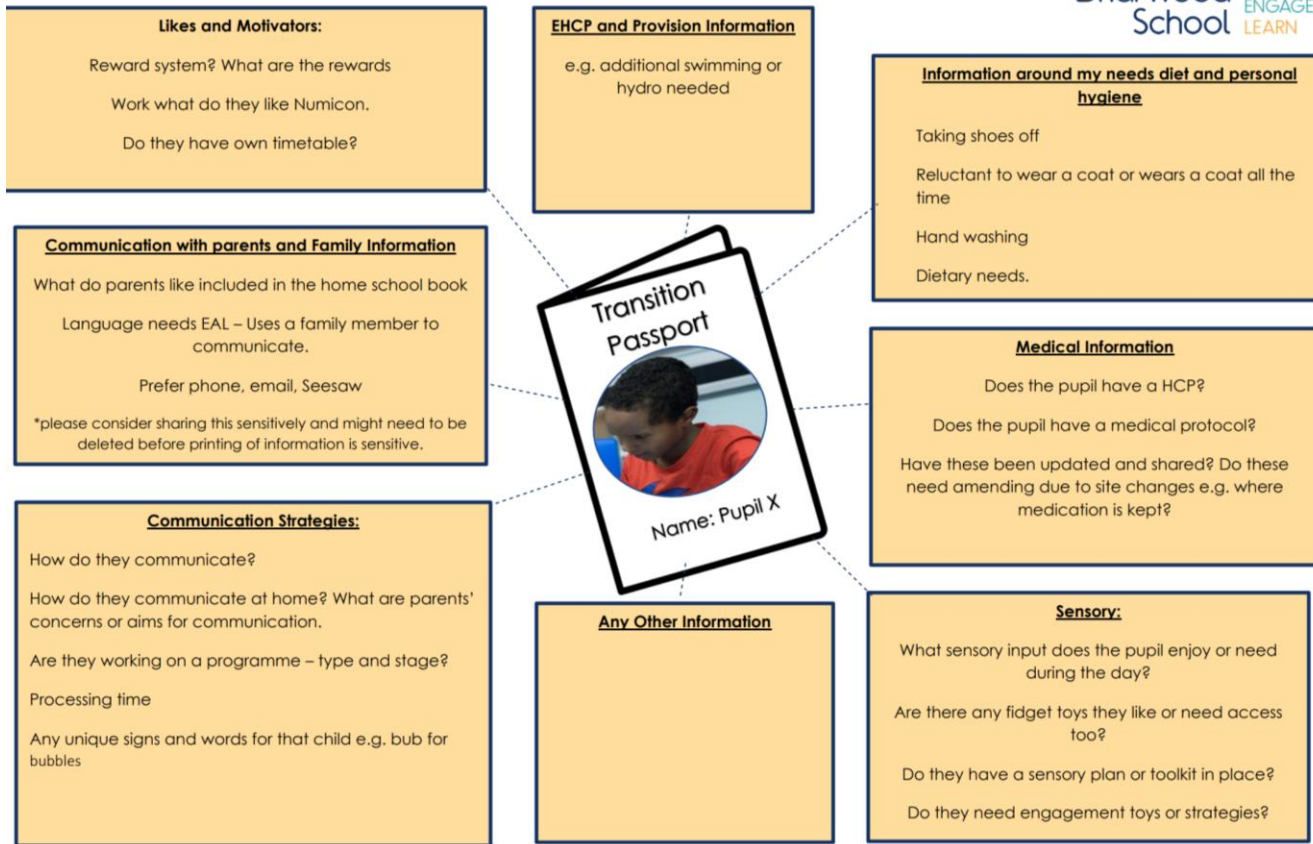 School
ENGAGE
LEARN
Likes and Motivators:
Reward system? What are the rewards
Work what do they like Numicon.
Do they have own timetable?
EHCP and Provision Information
e.g. additional swimming or
hydro needed
Information around my needs diet and personal
hygiene
Taking shoes off
Reluctant to wear a coat or wears a coat all the
time
Hand washing
Dietary needs.
Communication with parents and Family Information
What do parents like included in the home school book
Language needs EAL – Uses a family member to
communicate.
Prefer phone, email, Seesaw
*please consider sharing this sensitively and might need to be
deleted before printing of information is sensitive.
Transition
Passport
Name: Pupil X
Medical Information
Does the pupil have a HCP?
Does the pupil have a medical protocol?
Have these been updated and shared? Do these
need amending due to site changes e.g. where
medication is kept?
Communication Strategies:
How do they communicate?
How do they communicate at home? What are parents'
concerns or aims for communication.
Are they working on a programme – type and stage?
Processing time
Any unique signs and words for that child e.g. bub for
bubbles
Any Other Information
Sensory:
What sensory input does the pupil enjoy or need
during the day?
Are there any fidget toys they like or need access
too?
Do they have a sensory plan or toolkit in place?
Do they need engagement toys or strategies?